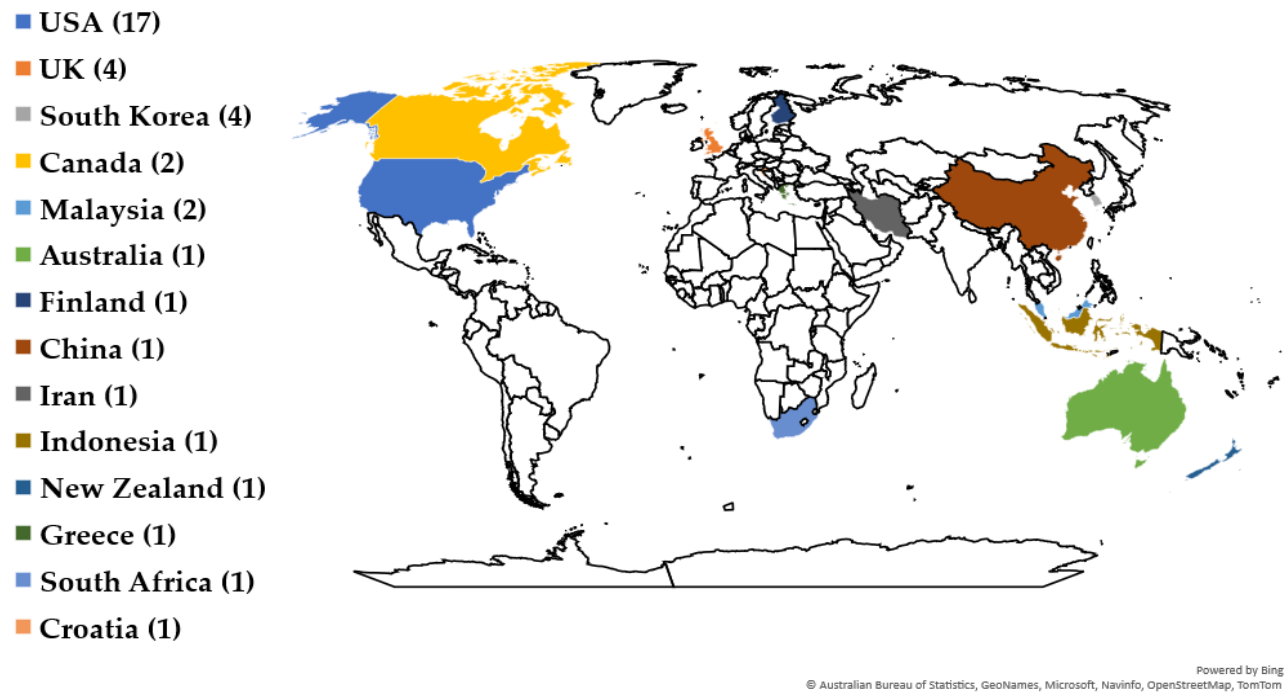 USA (17)
UK (4)
South Korea (4)
Canada (2)
Malaysia (2)
Australia (1)
Finland (1)
China (1)
Iran (1)
Indonesia (1)
New Zealand (1)
Greece (1)
South Africa (1)
Croatia (1)
Powered by Bing
© Australian Bureau of Statistics, GeoNames, Microsoft, Navinfo, OpenStreetMap, TomTom